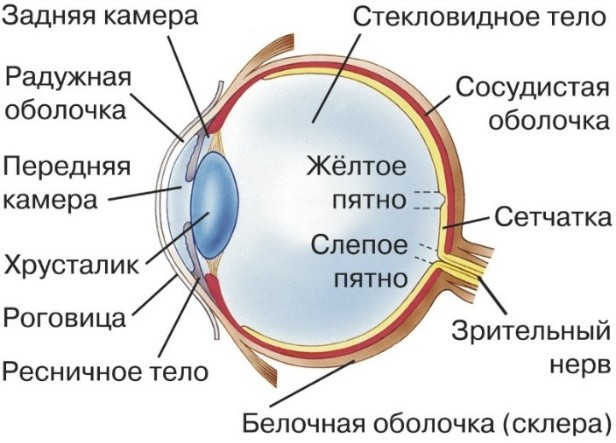 Задняя камера
Стекловидное тело
Радужная
оболочка
Сосудистая
оболочка
Передняя
камера
Жёлтое
пятно
Сетчатка
Слепое
пятно
Хрусталик
Роговица
Зрительный
нерв
Ресничное тело
Белочная оболочка (склера)